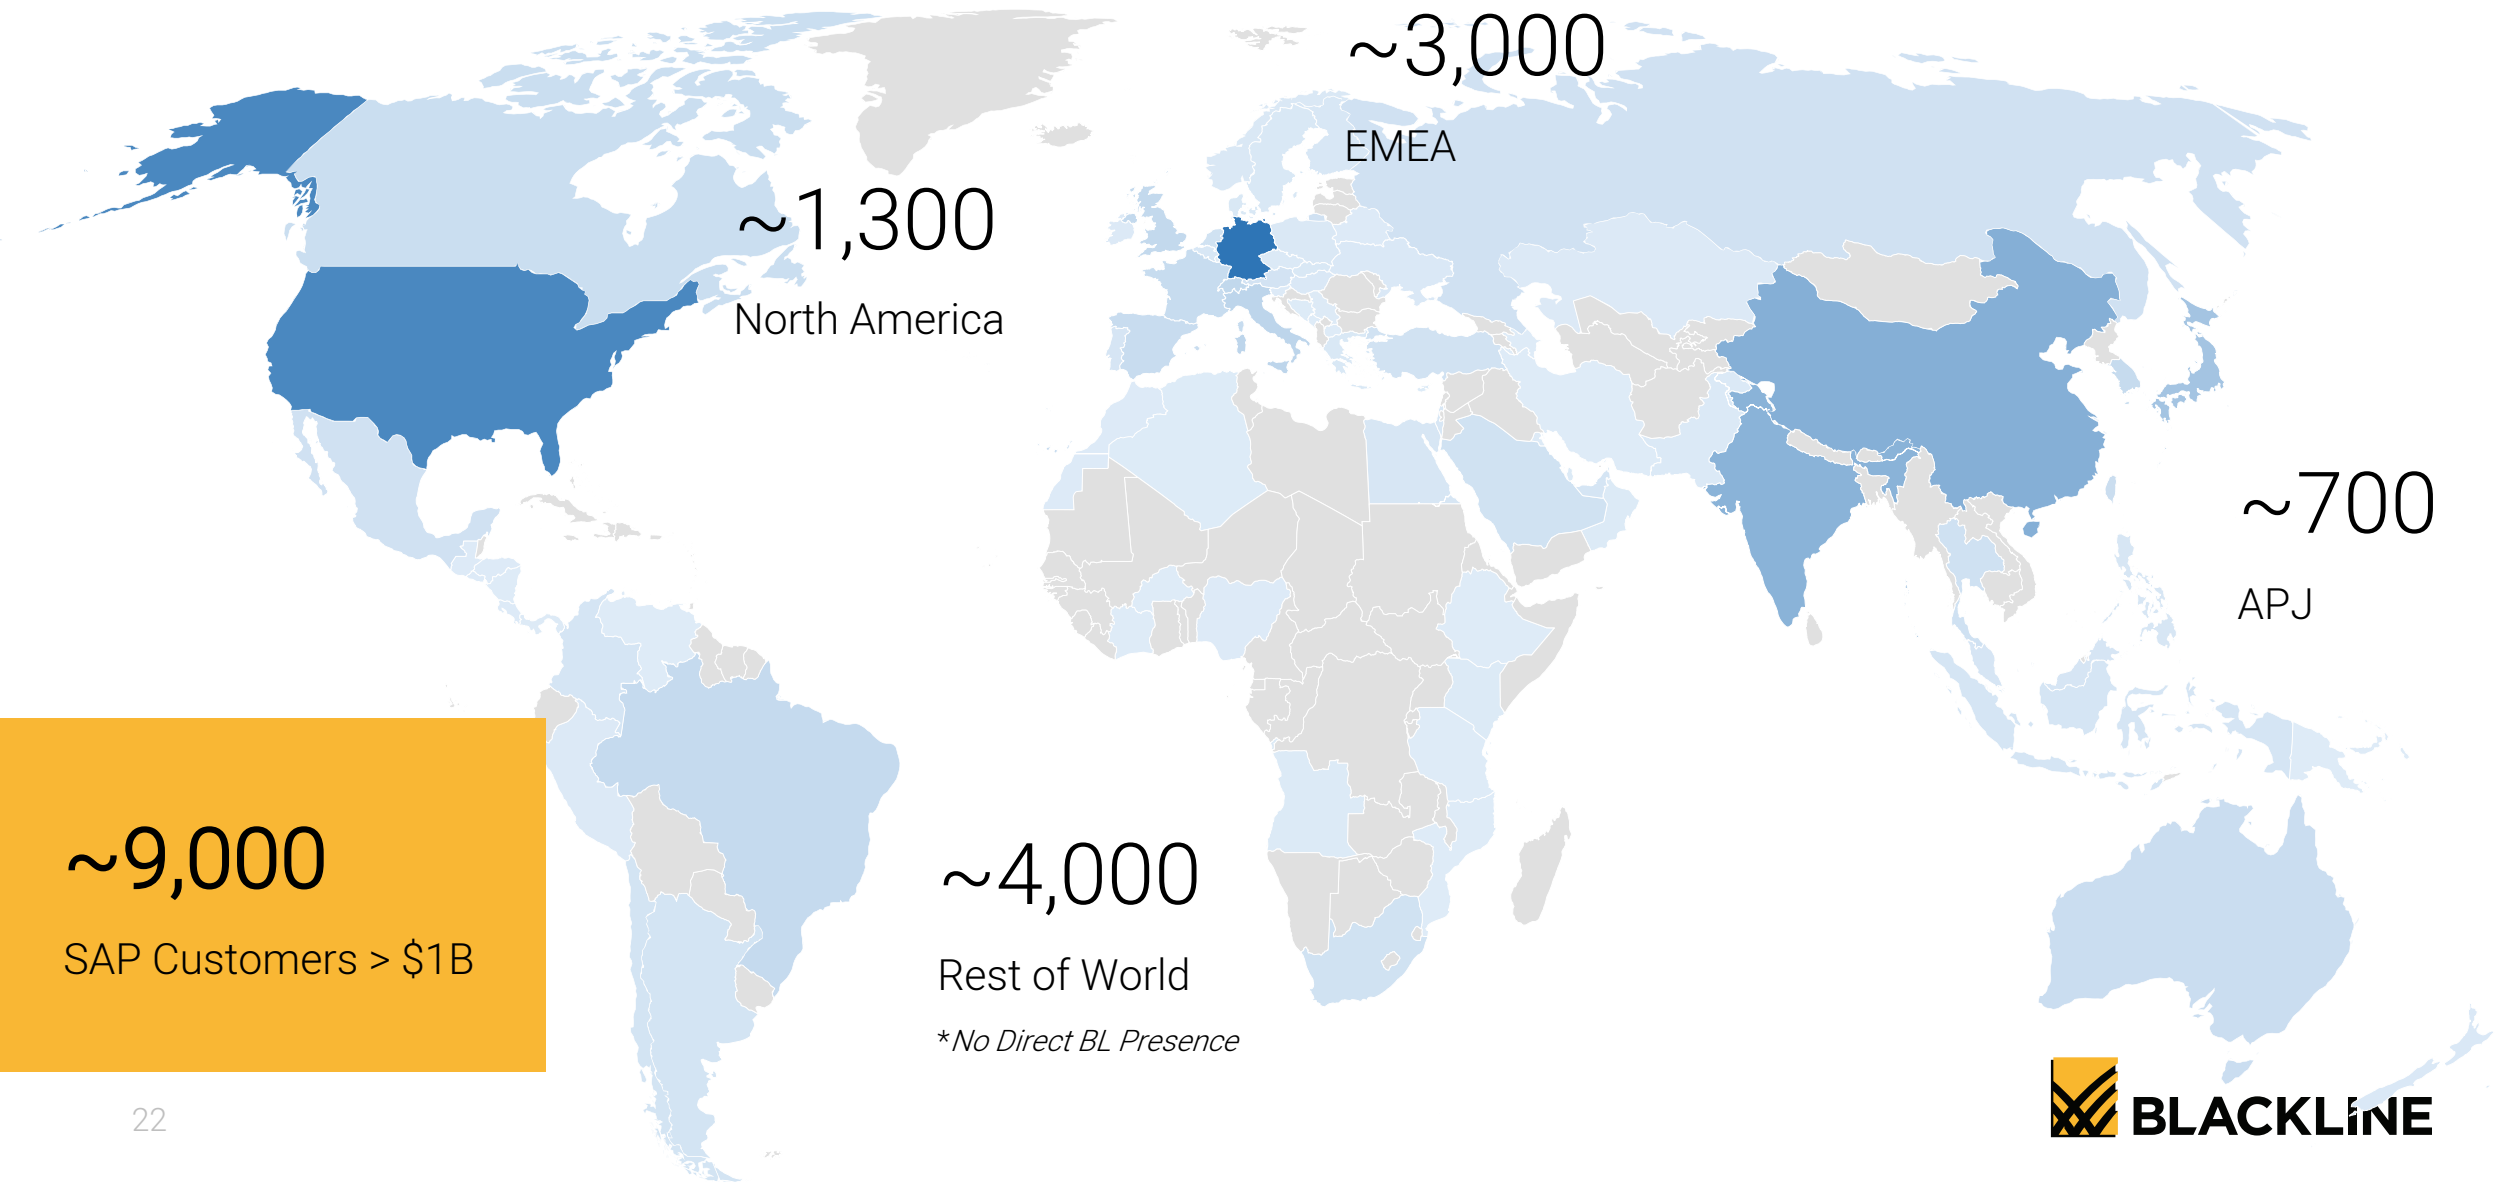 ~3,000
EMEA
~1,300
North America
~700
APJ
~9,000
SAP Customers > $1B
~4,000
Rest of World
*No Direct BL Presence
22
BLACKLINE